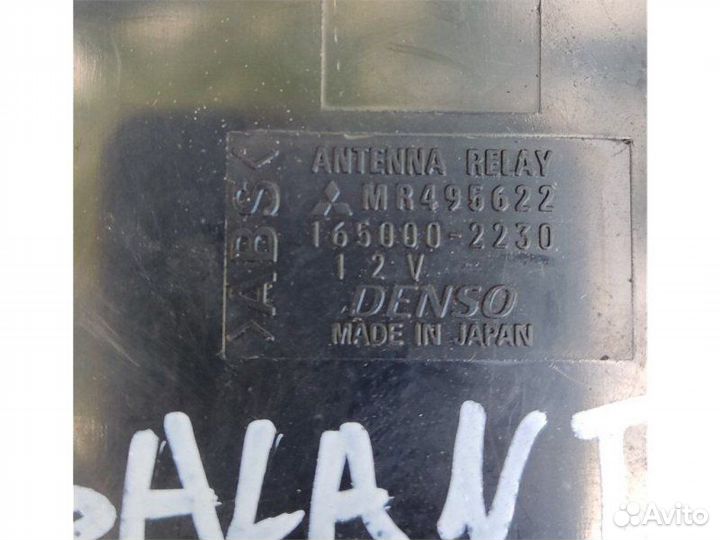 ANTENNA RELAY
MR495622
165000-2230
12V
DENSO
MADE IN JAPAN
>ABS<
GALANT
Avito